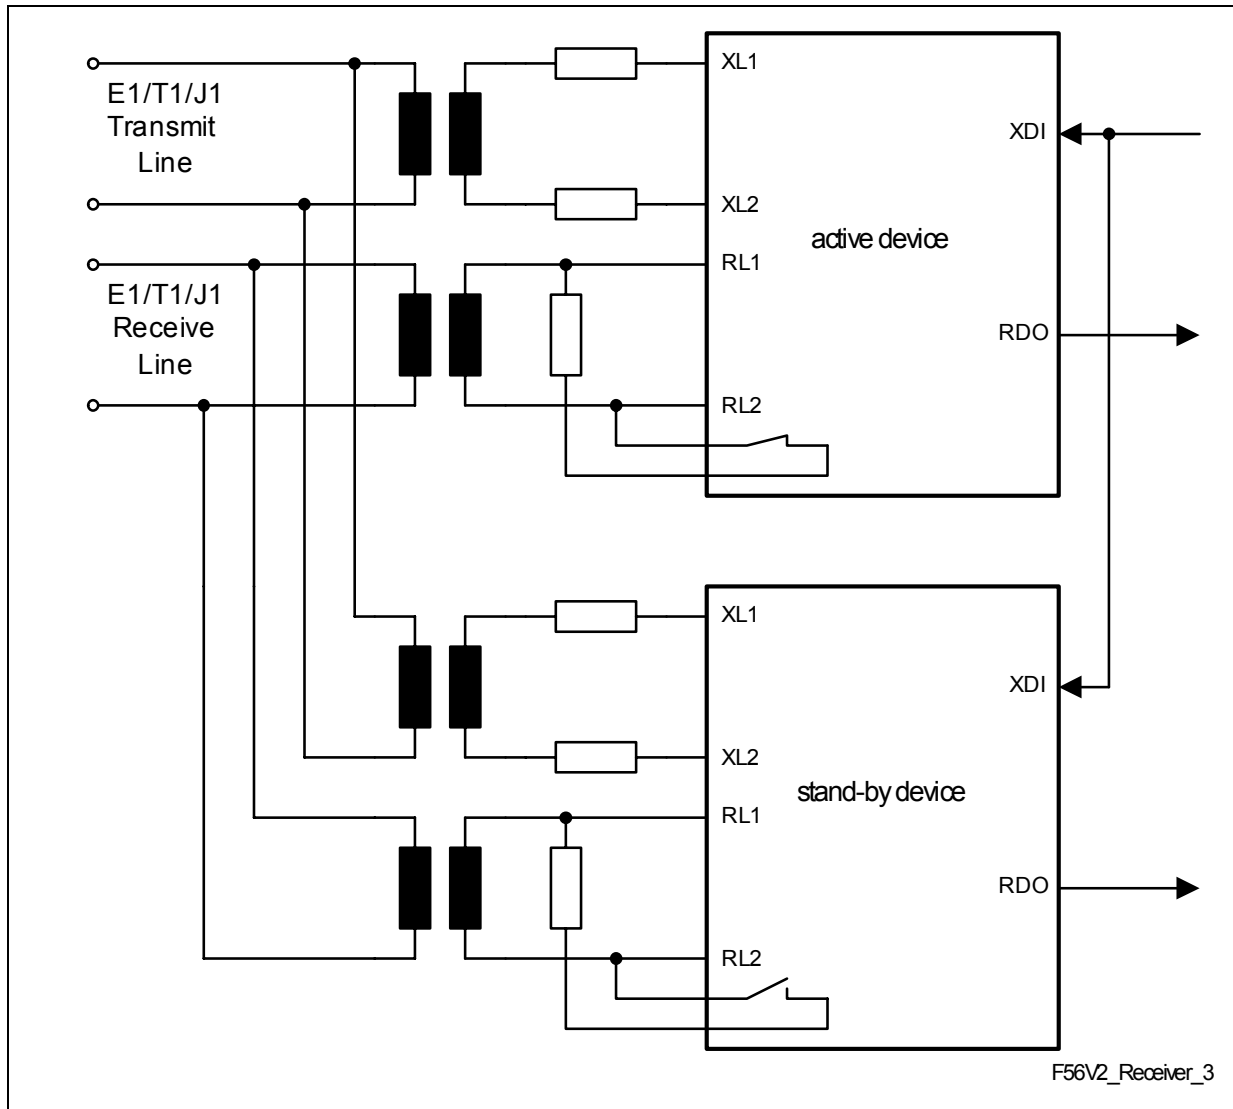 E1/T1/J1
Transmit
Line
E1/T1/J1
Receive
Line
XL1
XDI
XL2
active device
RL1
RDO
RL2
XL1
XDI
XL2
stand-by device
RL1
RDO
RL2
F56V2_Receiver_3